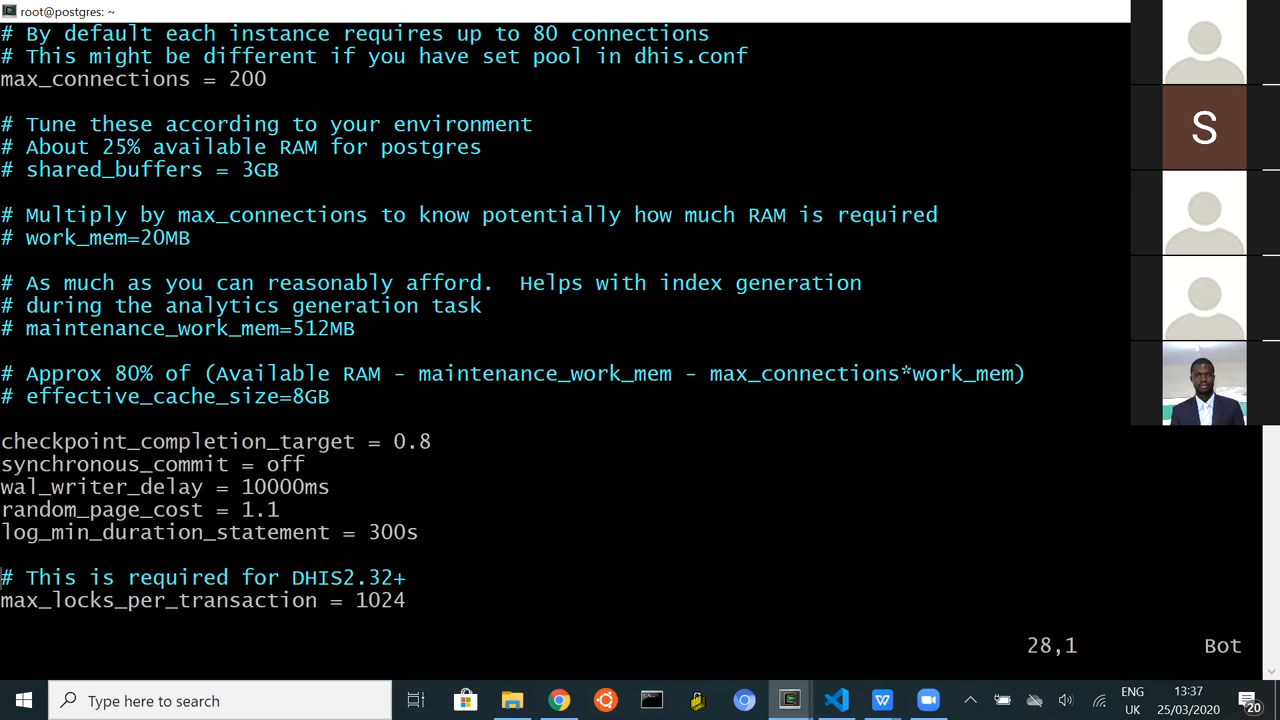 root@postgres: ~
# By default each instance requires up to 80 connections
# This might be different if you have set pool in dhis.conf
max_connections = 200
# Tune these according to your environment
# About 25% available RAM for postgres
# shared_buffers = 3GB
# Multiply by max_connections to know potentially how much RAM is required
# work_mem=20MB
# As much as you can reasonably afford.  Helps with index generation
# during the analytics generation task
# maintenance_work_mem=512MB
# Approx 80% of (Available RAM - maintenance_work_mem - max_connections*work_mem)
# effective_cache_size=8GB
checkpoint_completion_target = 0.8
synchronous_commit = off
wal_writer_delay = 10000ms
random_page_cost = 1.1
log_min_duration_statement = 300s
# This is required for DHIS2.32+
max_locks_per_transaction = 1024
28,1 Bot
S
Type here to search
ENG
UK
13:37
25/03/2020
20